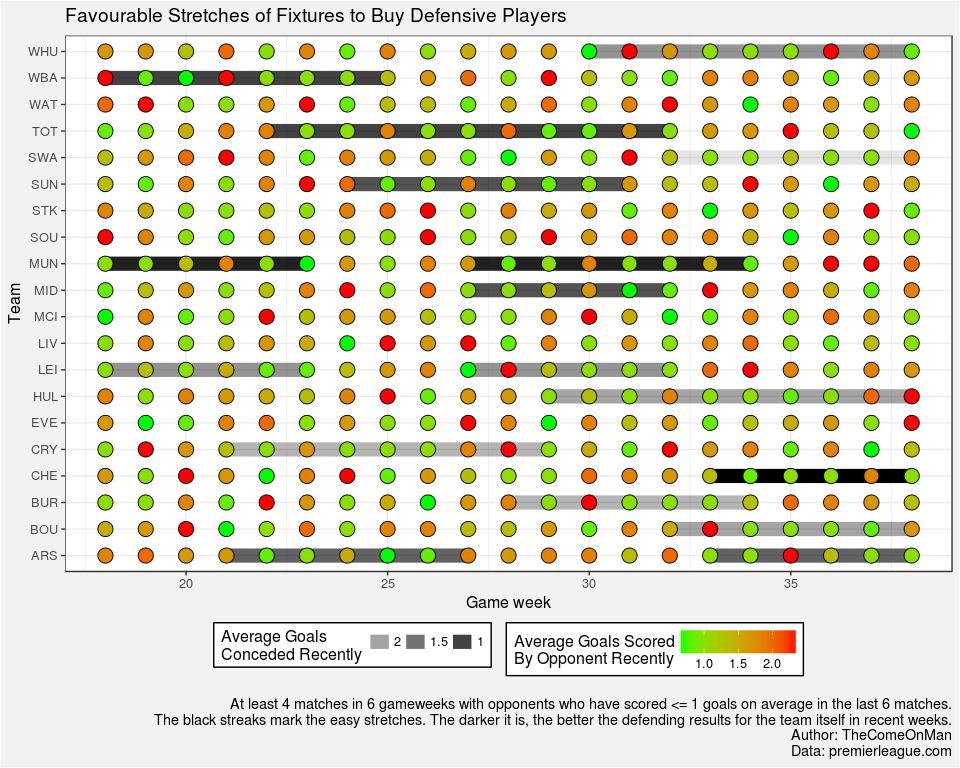 Favourable Stretches of Fixtures to Buy Defensive Players
Team
WHU
WBA
WAT
TOT
SWA
SUN
STK
SOU
MUN
MID
MCI
LIV
LEI
HUL
EVE
CRY
CHE
BUR
BOU
ARS
20 25 30 35
Game week
Average Goals
Conceded Recently
2 1.5 1
Average Goals Scored
By Opponent Recently
1.0 1.5 2.0
At least 4 matches in 6 gameweeks with opponents who have scored <= 1 goals on average in the last 6 matches.
The black streaks mark the easy stretches. The darker it is, the better the defending results for the team itself in recent weeks.
Author: TheComeOnMan
Data: premierleague.com